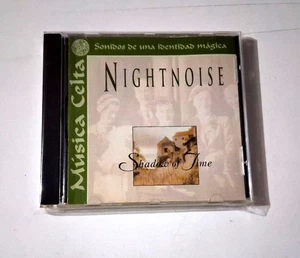 Sonidos de una identidad mágica
Música Celta
NIGHTNOISE
Shadow of Time